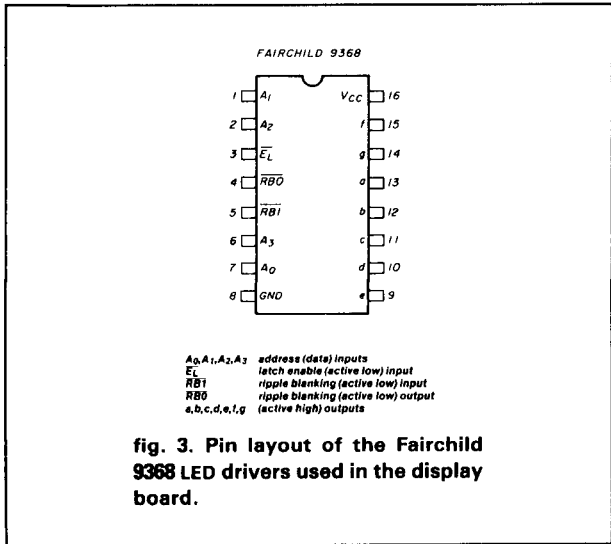 FAIRCHILD 9368
1 A1 VCC 16
2 A2 f 15
3 EL g 14
4 RBO a 13
5 RBI b 12
6 A3 c 11
7 A0 d 10
8 GND e 9
A0,A1,A2,A3 address (data) inputs
EL latch enable (active low) input
RBI ripple blanking (active low) input
RBO ripple blanking (active low) output
a,b,c,d,e,f,g (active high) outputs
fig. 3. Pin layout of the Fairchild
9368 LED drivers used in the display
board.